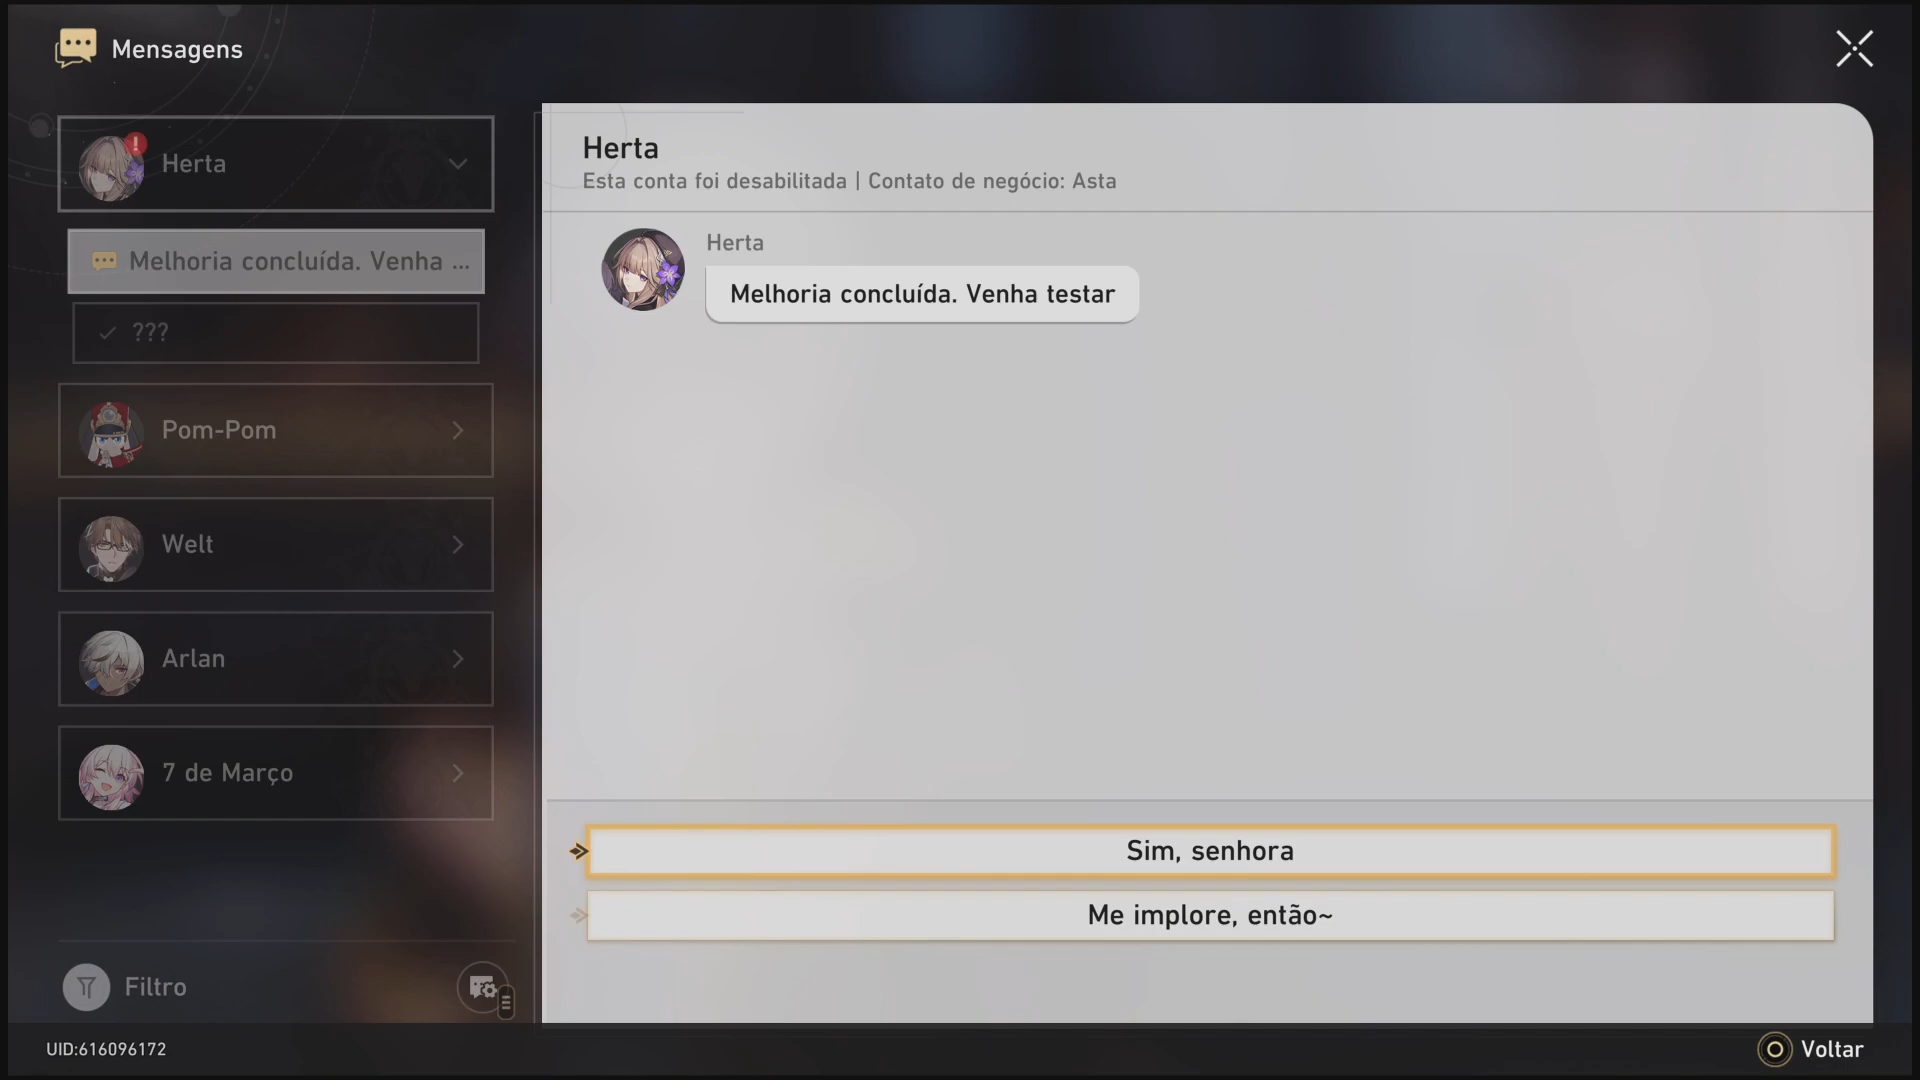 Mensagens
Herta
Melhoria concluída. Venha ...
???
Pom-Pom
Welt
Arlan
7 de Março
Filtro
Herta
Esta conta foi desabilitada | Contato de negócio: Asta
Herta
Melhoria concluída. Venha testar
Sim, senhora
Me implore, então~
UID:616096172
Voltar